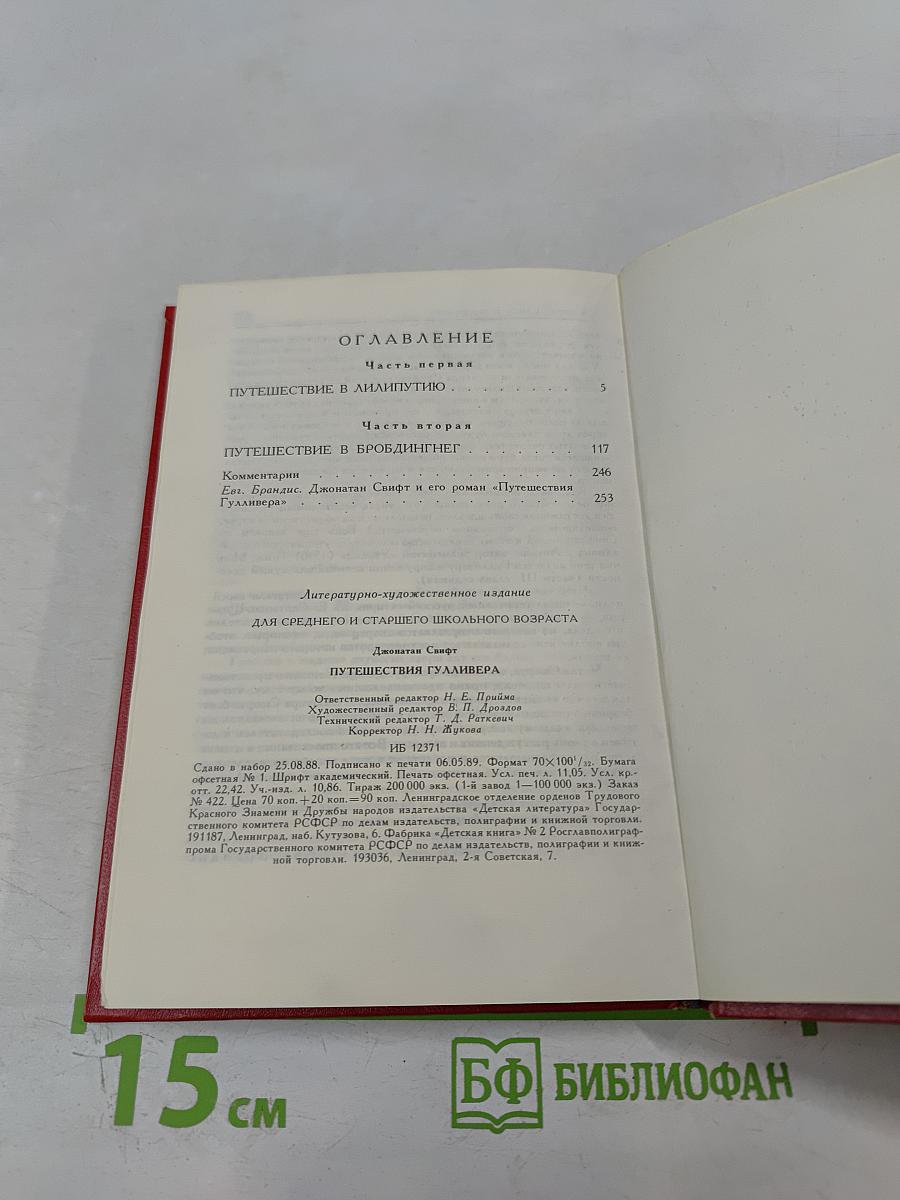 ОГЛАВЛЕНИЕ
Часть первая
ПУТЕШЕСТВИЕ В ЛИЛИПУТИЮ . . . . . . . . 5
Часть вторая
ПУТЕШЕСТВИЕ В БРОБДИНГНЕГ . . . . . . . 117
Комментарии . . . . . . . . . . . . . . . . 246
Евг. Брандис. Джонатан Свифт и его роман «Путешествия
Гулливера» . . . . . . . . . . . . . . . . . 253
Литературно-художественное издание
ДЛЯ СРЕДНЕГО И СТАРШЕГО ШКОЛЬНОГО ВОЗРАСТА
Джонатан Свифт
ПУТЕШЕСТВИЯ ГУЛЛИВЕРА
Ответственный редактор Н. Е. Прийма
Художественный редактор В. П. Дроздов
Технический редактор Т. Д. Раткевич
Корректор Н. Н. Жукова
ИБ 12371
Сдано в набор 25.08.88. Подписано к печати 06.05.89. Формат 70×100¹/₃₂. Бумага
офсетная № 1. Шрифт академический. Печать офсетная. Усл. печ. л. 11,05. Усл. кр.-
отт. 22,42. Уч.-изд. л. 10,86. Тираж 200 000 экз. (1-й завод 1—100 000 экз.) Заказ
№ 422. Цена 70 коп.+20 коп.=90 коп. Ленинградское отделение орденов Трудового
Красного Знамени и Дружбы народов издательства «Детская литература» Государ-
ственного комитета РСФСР по делам издательств, полиграфии и книжной торговли.
191187, Ленинград, наб. Кутузова, 6. Фабрика «Детская книга» № 2 Росглавполиграф-
прома Государственного комитета РСФСР по делам издательств, полиграфии и книж-
ной торговли. 193036, Ленинград, 2-я Советская, 7.
15 см
БФ БИБЛИОФАН